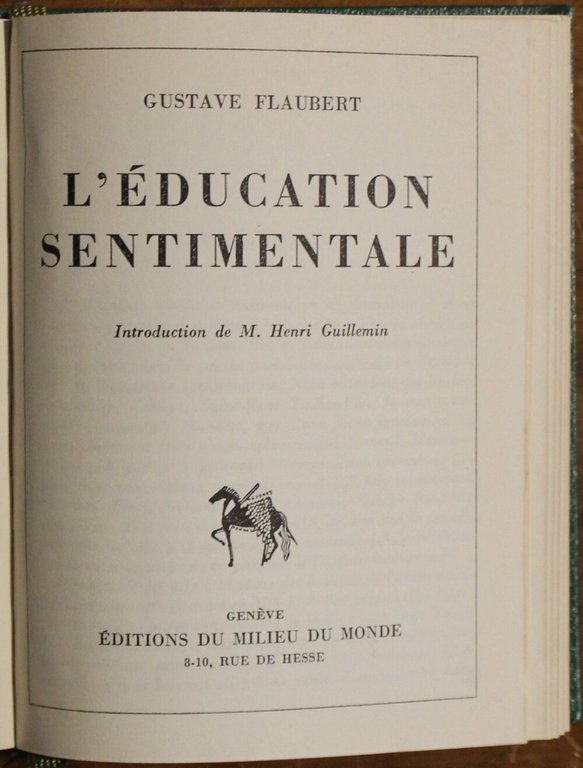 GUSTAVE FLAUBERT
L'ÉDUCATION
SENTIMENTALE
Introduction de M. Henri Guillemin
GENÈVE
ÉDITIONS DU MILIEU DU MONDE
8-10, RUE DE HESSE